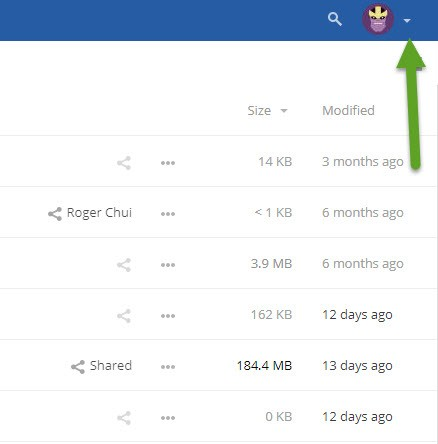 Size Modified
14 KB 3 months ago
Roger Chui < 1 KB 6 months ago
3.9 MB 6 months ago
162 KB 12 days ago
Shared 184.4 MB 13 days ago
0 KB 12 days ago